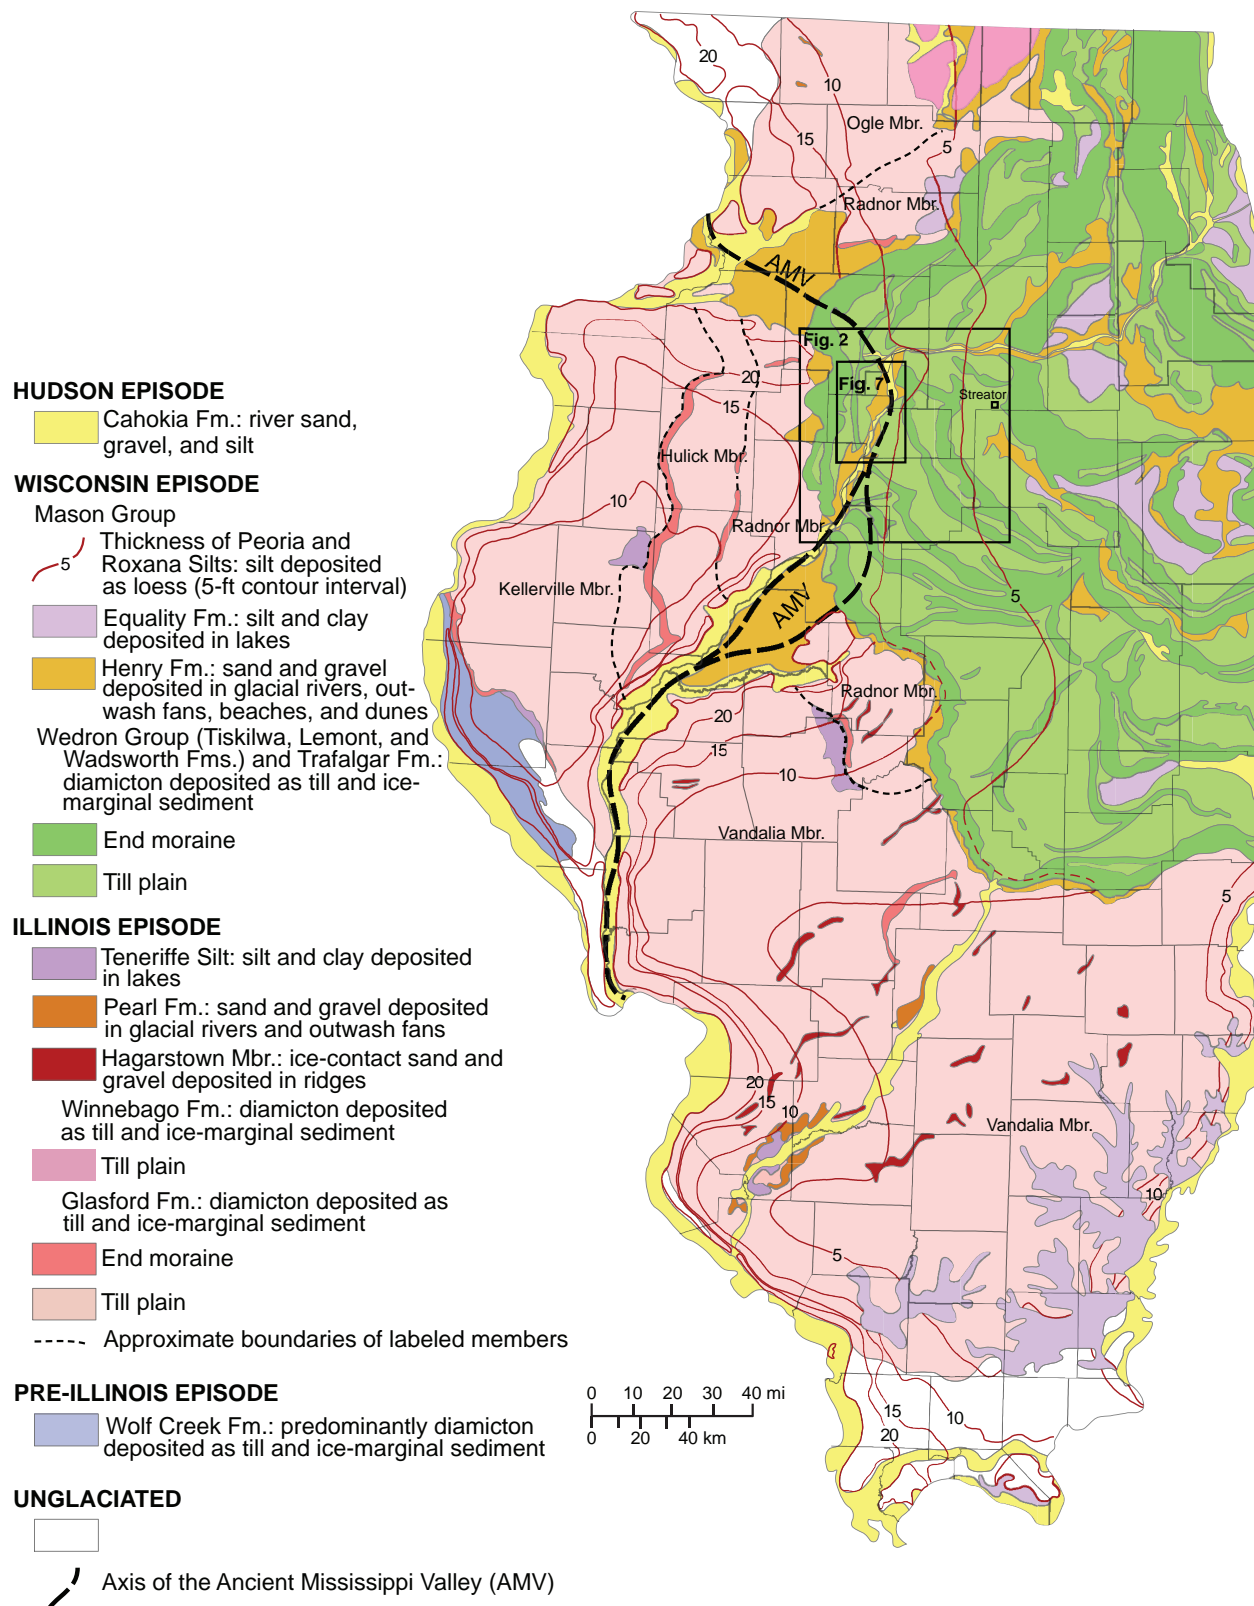 HUDSON EPISODE
Cahokia Fm.: river sand,
gravel, and silt
WISCONSIN EPISODE
Mason Group
5
Thickness of Peoria and
Roxana Silts: silt deposited
as loess (5-ft contour interval)
Equality Fm.: silt and clay
deposited in lakes
Henry Fm.: sand and gravel
deposited in glacial rivers, out-
wash fans, beaches, and dunes
Wedron Group (Tiskilwa, Lemont, and
Wadsworth Fms.) and Trafalgar Fm.:
diamicton deposited as till and ice-
marginal sediment
End moraine
Till plain
ILLINOIS EPISODE
Teneriffe Silt: silt and clay deposited
in lakes
Pearl Fm.: sand and gravel deposited
in glacial rivers and outwash fans
Hagarstown Mbr.: ice-contact sand and
gravel deposited in ridges
Winnebago Fm.: diamicton deposited
as till and ice-marginal sediment
Till plain
Glasford Fm.: diamicton deposited as
till and ice-marginal sediment
End moraine
Till plain
Approximate boundaries of labeled members
PRE-ILLINOIS EPISODE
Wolf Creek Fm.: predominantly diamicton
deposited as till and ice-marginal sediment
UNGLACIATED
Axis of the Ancient Mississippi Valley (AMV)
20
10
Ogle Mbr.
15
5
Radnor Mbr.
AMV
Fig. 2
20
Fig. 7
Streator
15
Hulick Mbr.
10
Radnor Mbr.
Kellerville Mbr.
AMV
5
Radnor Mbr.
20
15
10
Vandalia Mbr.
5
20
15
10
Vandalia Mbr.
10
5
15
10
20
0 10 20 30 40 mi
0 20 40 km